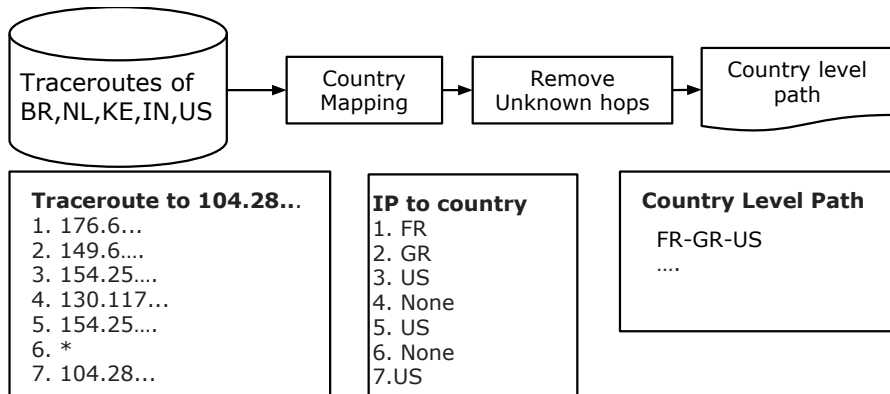 Traceroutes of
BR,NL,KE,IN,US
Country
Mapping
Remove
Unknown hops
Country level
path
Traceroute to 104.28...
1. 176.6...
2. 149.6....
3. 154.25....
4. 130.117...
5. 154.25....
6. *
7. 104.28...
IP to country
1. FR
2. GR
3. US
4. None
5. US
6. None
7.US
Country Level Path
FR-GR-US
....